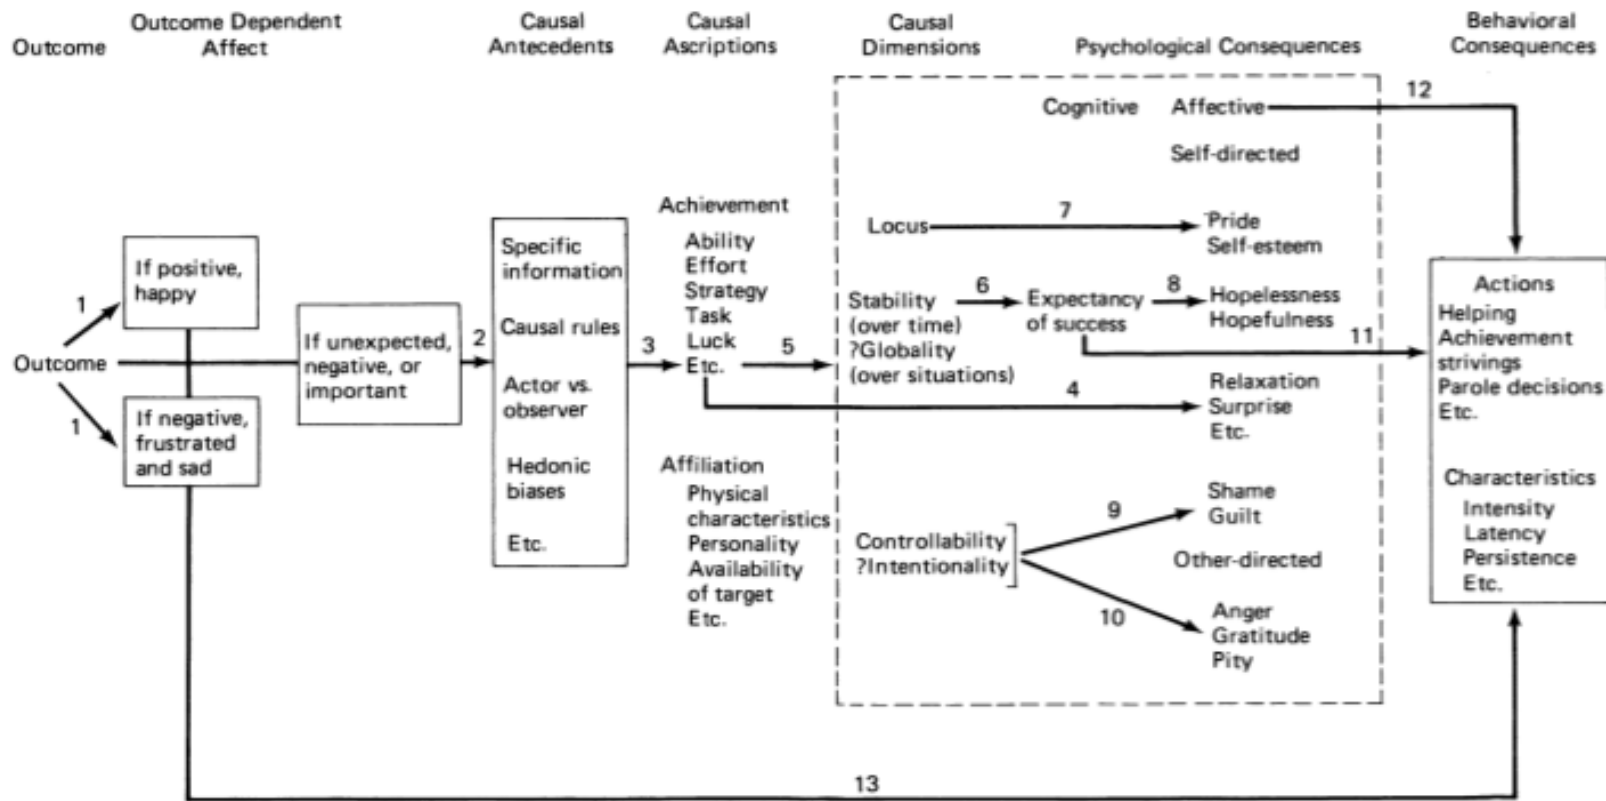 Outcome
Outcome Dependent
Affect
Causal
Antecedents
Causal
Ascriptions
Causal
Dimensions
Psychological Consequences
Behavioral
Consequences
Outcome
1
1
If positive,
happy
If negative,
frustrated
and sad
If unexpected,
negative, or
important
2
Specific
information
Causal rules
Actor vs.
observer
Hedonic
biases
Etc.
3
Achievement
Ability
Effort
Strategy
Task
Luck
Etc.
Affiliation
Physical
characteristics
Personality
Availability
of target
Etc.
5
4
Cognitive
Affective
12
Self-directed
Locus
7
Pride
Self-esteem
Stability
(over time)
?Globality
(over situations)
6
Expectancy
of success
8
Hopelessness
Hopefulness
11
Relaxation
Surprise
Etc.
Controllability
?Intentionality
9
Shame
Guilt
Other-directed
10
Anger
Gratitude
Pity
Actions
Helping
Achievement
strivings
Parole decisions
Etc.
Characteristics
Intensity
Latency
Persistence
Etc.
13